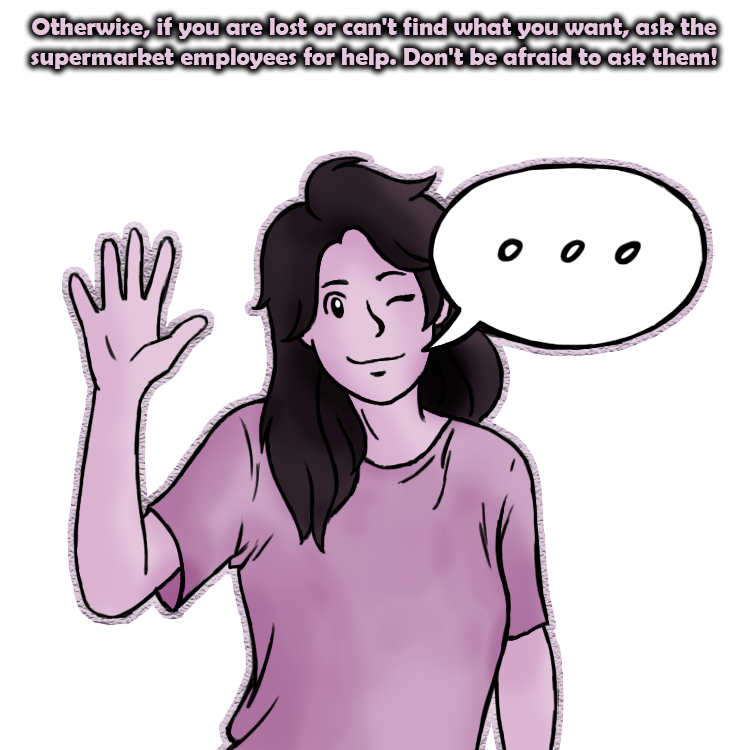 Otherwise, if you are lost or can't find what you want, ask the
supermarket employees for help. Don't be afraid to ask them!